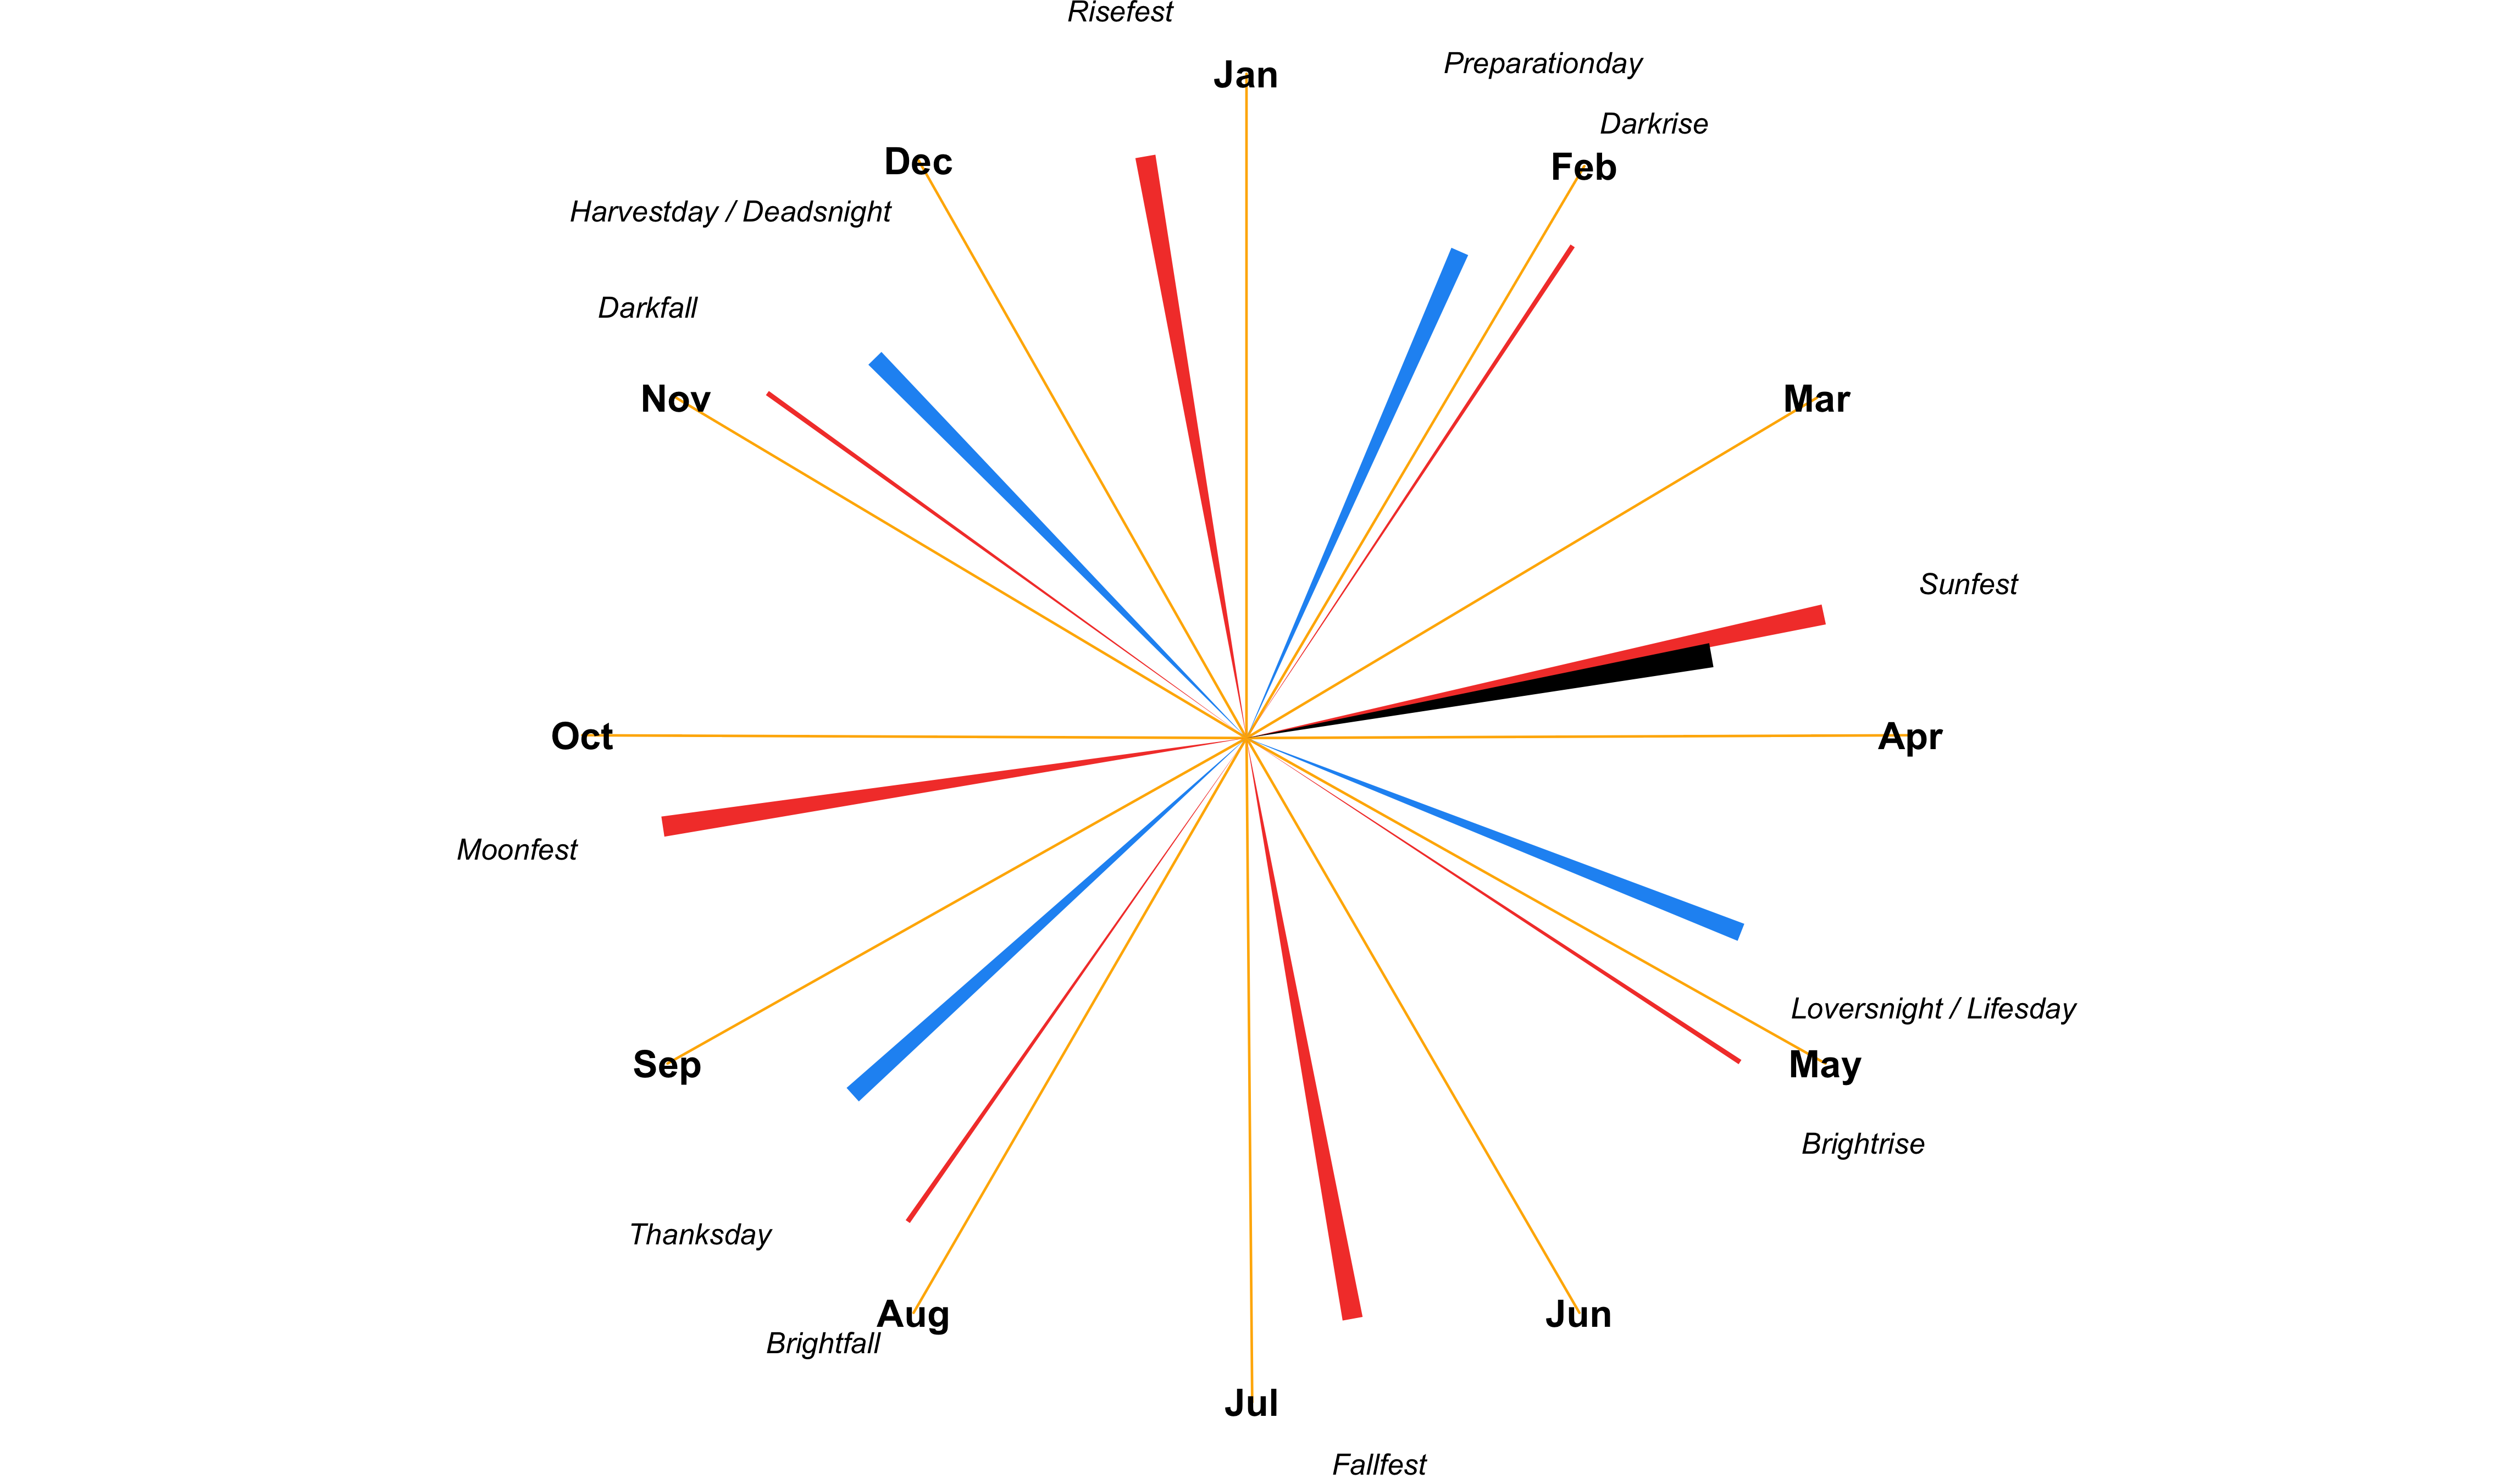 Risefest
Preparationday
Jan
Darkrise
Dec
Feb
Harvestday / Deadsnight
Darkfall
Nov
Mar
Sunfest
Oct
Apr
Moonfest
Loversnight / Lifesday
Sep
May
Brightrise
Thanksday
Aug
Jun
Brightfall
Jul
Fallfest